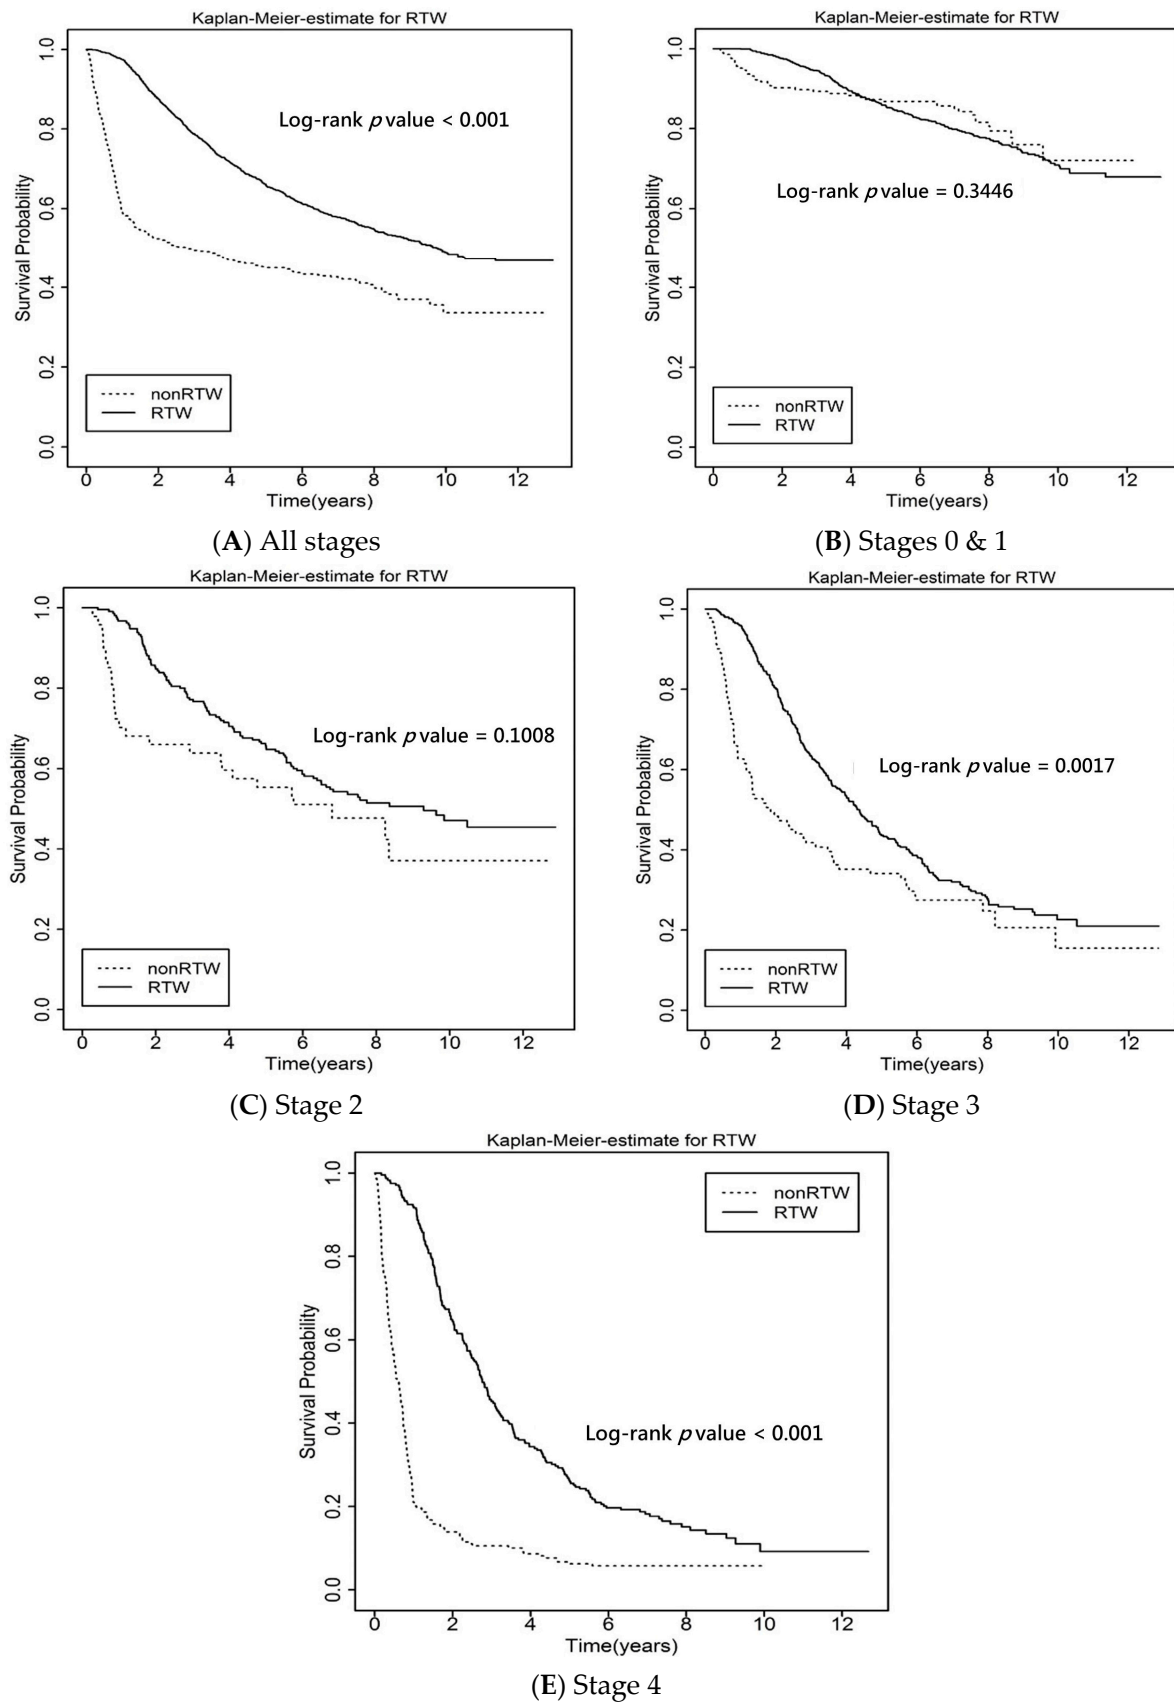 Kaplan-Meier-estimate for RTW
Survival Probability
1.0
0.8
0.6
0.4
0.2
0.0
Log-rank p value < 0.001
nonRTW
RTW
0 2 4 6 8 10 12
Time(years)
(A) All stages
Kaplan-Meier-estimate for RTW
Survival Probability
1.0
0.8
0.6
0.4
0.2
0.0
Log-rank p value = 0.3446
nonRTW
RTW
0 2 4 6 8 10 12
Time(years)
(B) Stages 0 & 1
Kaplan-Meier-estimate for RTW
Survival Probability
1.0
0.8
0.6
0.4
0.2
0.0
Log-rank p value = 0.1008
nonRTW
RTW
0 2 4 6 8 10 12
Time(years)
(C) Stage 2
Kaplan-Meier-estimate for RTW
Survival Probability
1.0
0.8
0.6
0.4
0.2
0.0
Log-rank p value = 0.0017
nonRTW
RTW
0 2 4 6 8 10 12
Time(years)
(D) Stage 3
Kaplan-Meier-estimate for RTW
Survival Probability
1.0
0.8
0.6
0.4
0.2
0.0
nonRTW
RTW
Log-rank p value < 0.001
0 2 4 6 8 10 12
Time(years)
(E) Stage 4